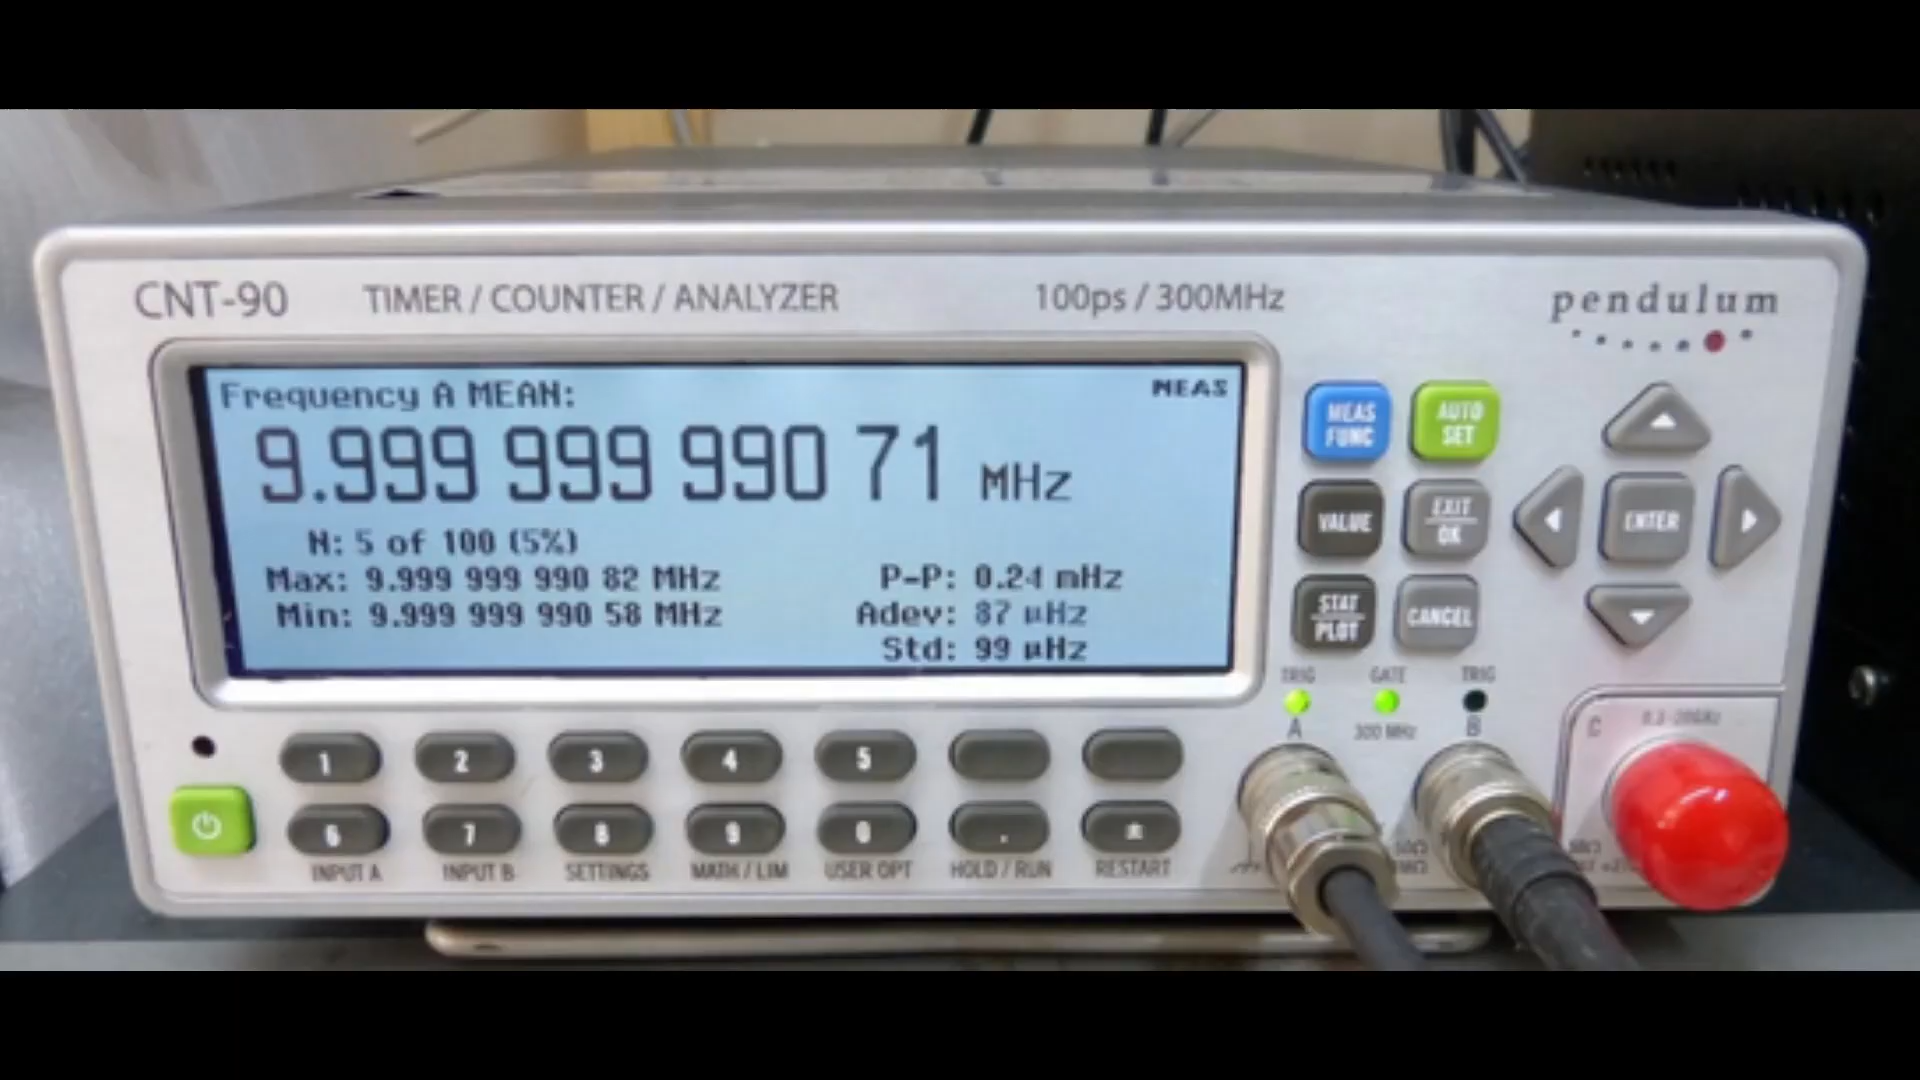 CNT-90 TIMER / COUNTER / ANALYZER 100ps / 300MHz pendulum
Frequency A MEAN: MEAS
9.999 999 990 71 MHz
N: 5 of 100 (5%)
Max: 9.999 999 990 82 MHz P-P: 0.24 mHz
Min: 9.999 999 990 58 MHz Adev: 87 µHz
Std: 99 µHz
MEAS FUNC
AUTO SET
VALUE
EXIT
OK
ENTER
STAT
PLOT
CANCEL
TRIG GATE TRIG
A 300 MHz B
C
1 2 3 4 5
6 7 8 9 0 .
INPUT A INPUT B SETTINGS MATH / LIM USER OPT HOLD / RUN RESTART